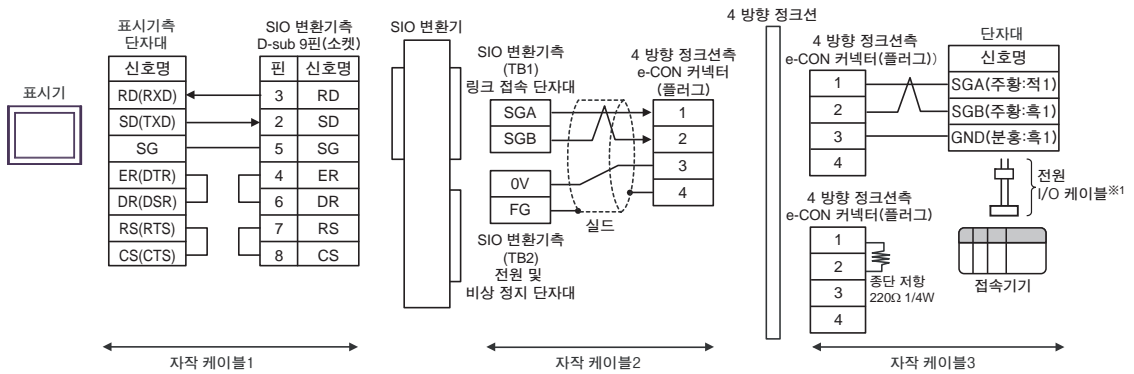 표시기
표시기측
단자대
신호명
RD(RXD)
SD(TXD)
SG
ER(DTR)
DR(DSR)
RS(RTS)
CS(CTS)
SIO 변환기측
D-sub 9핀(소켓)
핀 신호명
3 RD
2 SD
5 SG
4 ER
6 DR
7 RS
8 CS
자작 케이블1
SIO 변환기
SIO 변환기측
(TB1)
링크 접속 단자대
SGA
SGB
0V
FG
SIO 변환기측
(TB2)
전원 및
비상 정지 단자대
실드
4 방향 정크션측
e-CON 커넥터
(플러그)
1
2
3
4
자작 케이블2
4 방향 정크션
4 방향 정크션측
e-CON 커넥터(플러그))
1
2
3
4
단자대
신호명
SGA(주황:적1)
SGB(주황:흑1)
GND(분홍:흑1)
전원
I/O 케이블※1
접속기기
4 방향 정크션측
e-CON 커넥터(플러그)
1
2
3
4
종단 저항
220Ω 1/4W
자작 케이블3